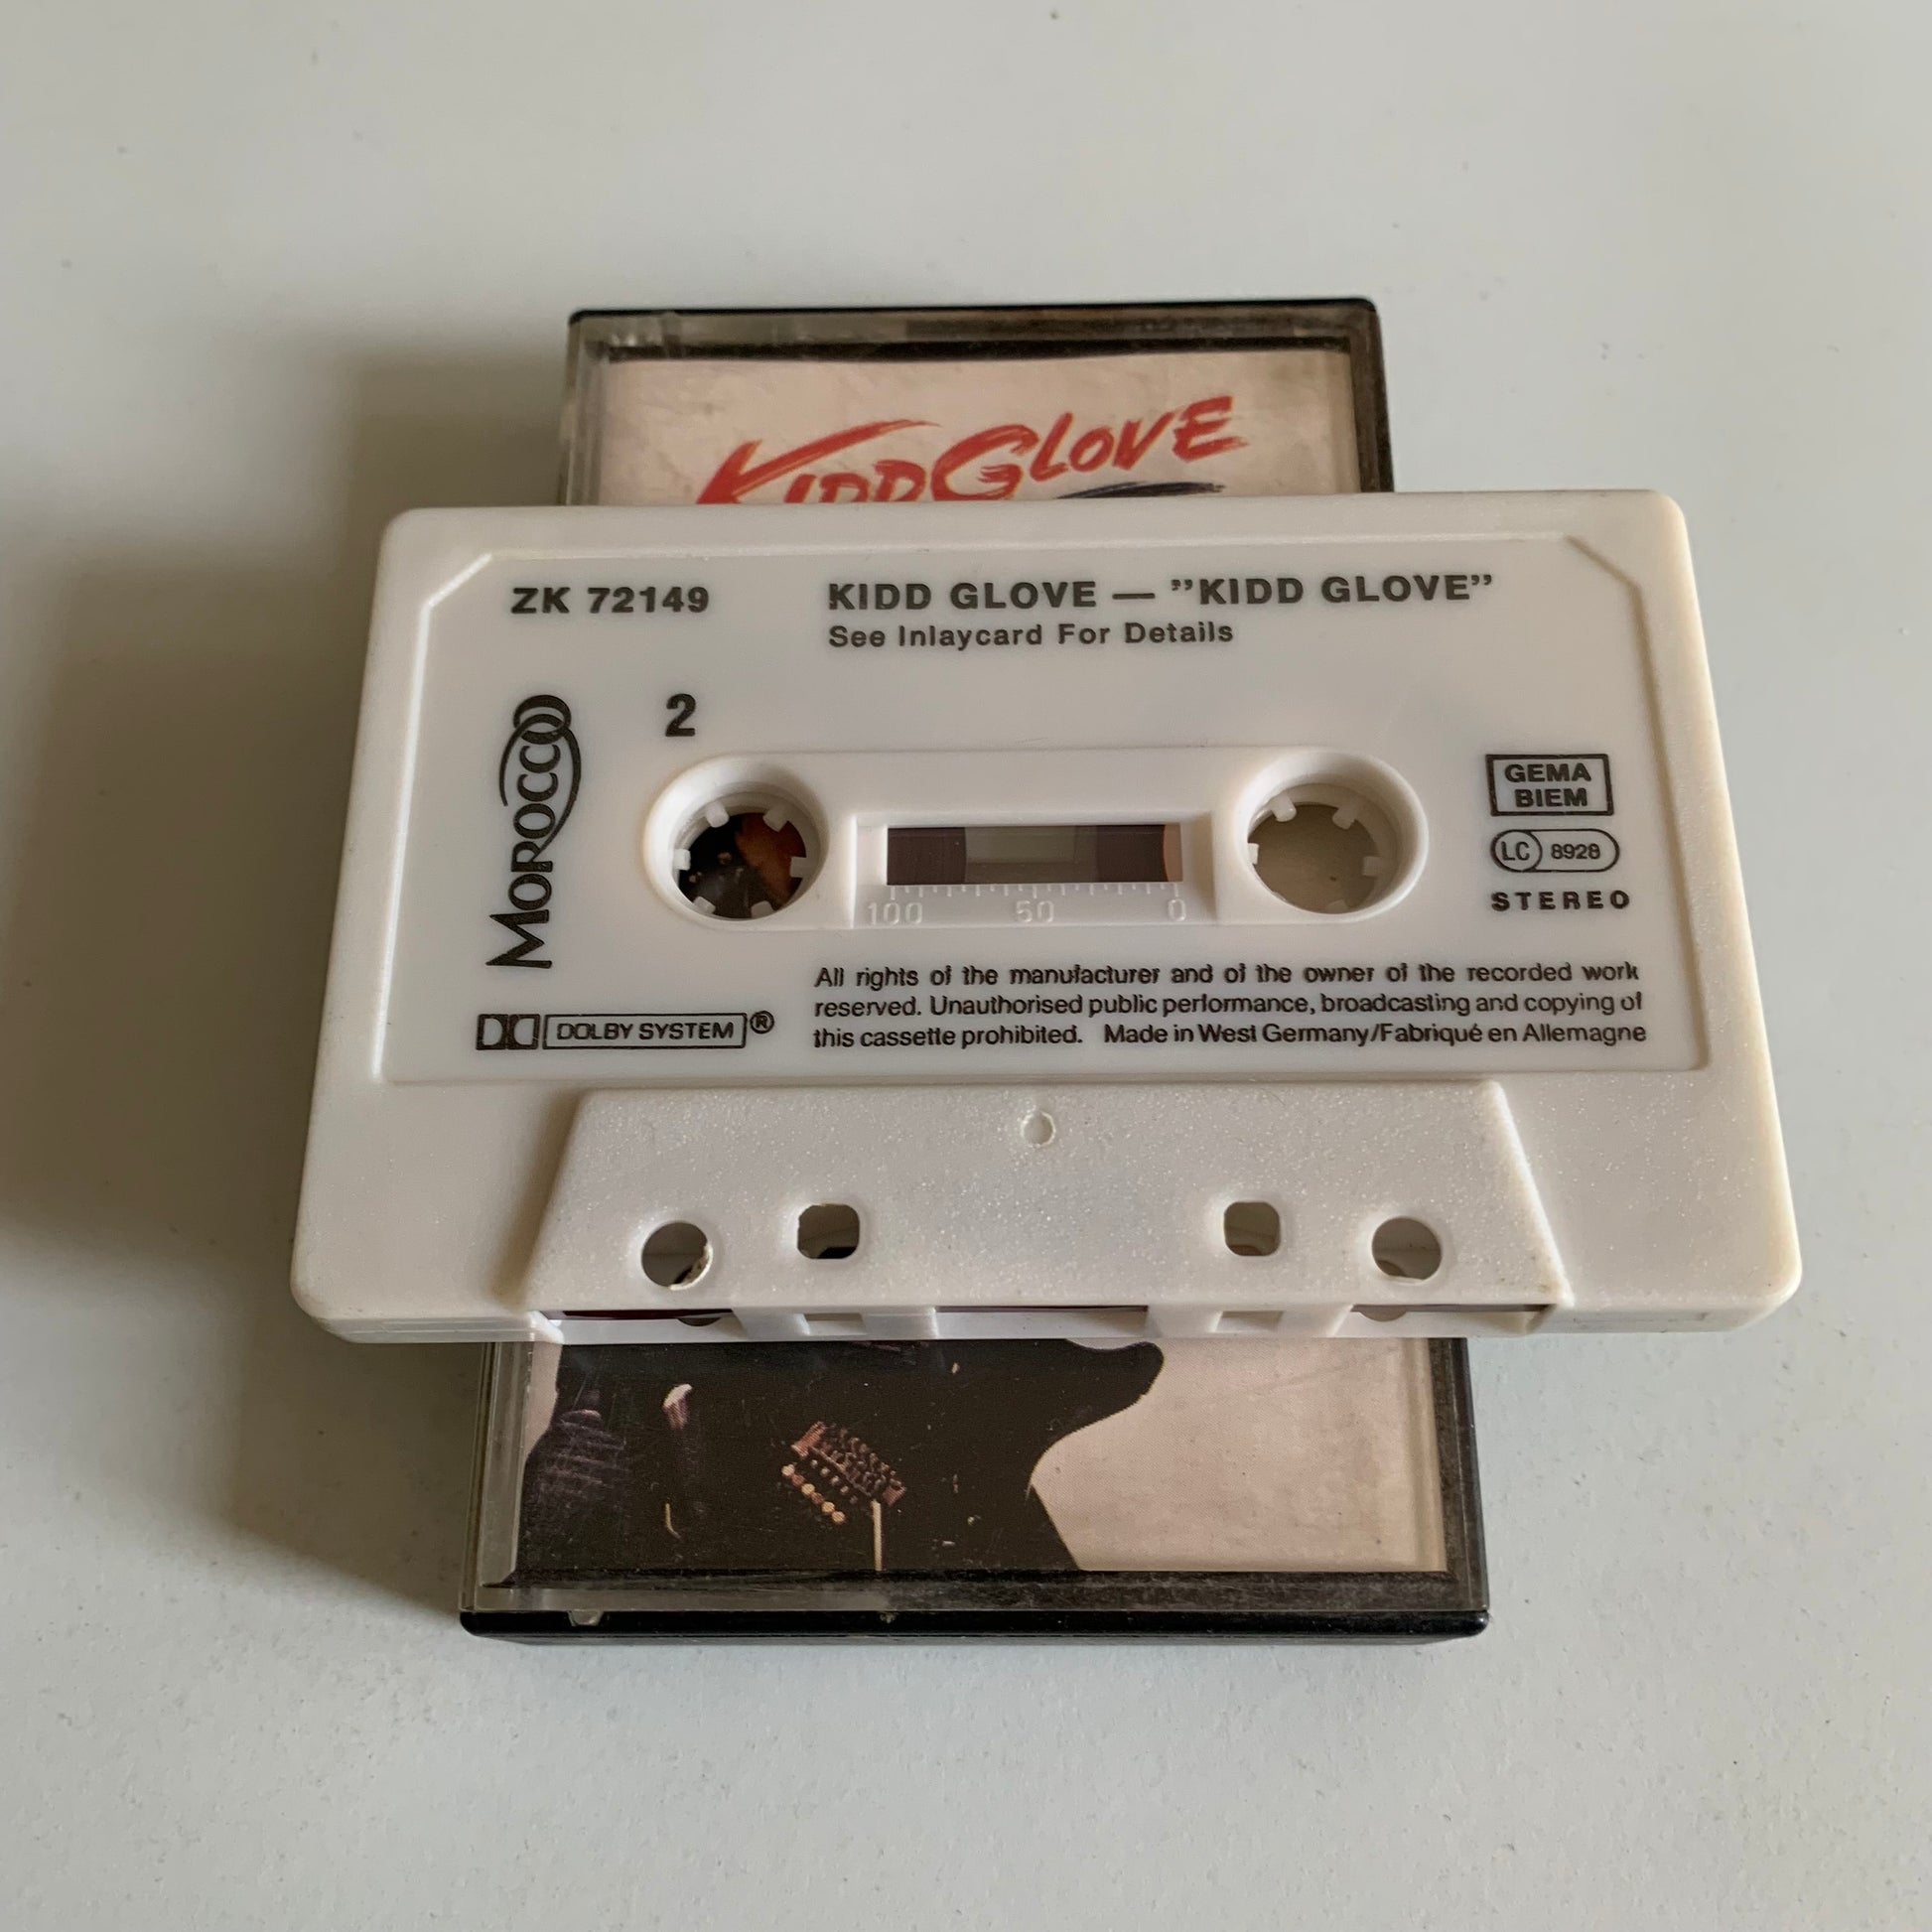 KIDD GLOVE
ZK 72149
KIDD GLOVE — ”KIDD GLOVE”
See Inlaycard For Details
2
MOROCCO
GEMA
BIEM
LC 8928
STEREO
100 50 0
DOLBY SYSTEM®
All rights of the manufacturer and of the owner of the recorded work
reserved. Unauthorised public performance, broadcasting and copying of
this cassette prohibited. Made in West Germany/Fabriqué en Allemagne